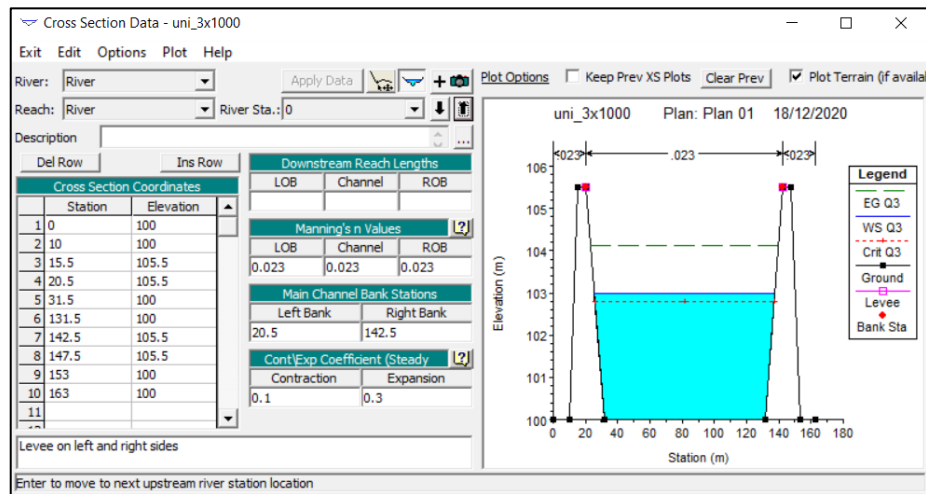 Cross Section Data - uni_3x1000
Exit Edit Options Plot Help
River: River Apply Data
Reach: River River Sta.: 0
Description ...
Del Row Ins Row
Cross Section Coordinates
Station Elevation
1 0 100
2 10 100
3 15.5 105.5
4 20.5 105.5
5 31.5 100
6 131.5 100
7 142.5 105.5
8 147.5 105.5
9 153 100
10 163 100
11
Downstream Reach Lengths
LOB Channel ROB
Manning's n Values ?
LOB Channel ROB
0.023 0.023 0.023
Main Channel Bank Stations
Left Bank Right Bank
20.5 142.5
Cont\Exp Coefficient (Steady ?
Contraction Expansion
0.1 0.3
Levee on left and right sides
Enter to move to next upstream river station location
Plot Options Keep Prev XS Plots Clear Prev Plot Terrain (if availal
uni_3x1000 Plan: Plan 01 18/12/2020
.023 .023 .023
106
105
104
103
102
101
100
Elevation (m)
0 20 40 60 80 100 120 140 160 180
Station (m)
Legend
EG Q3
WS Q3
Crit Q3
Ground
Levee
Bank Sta